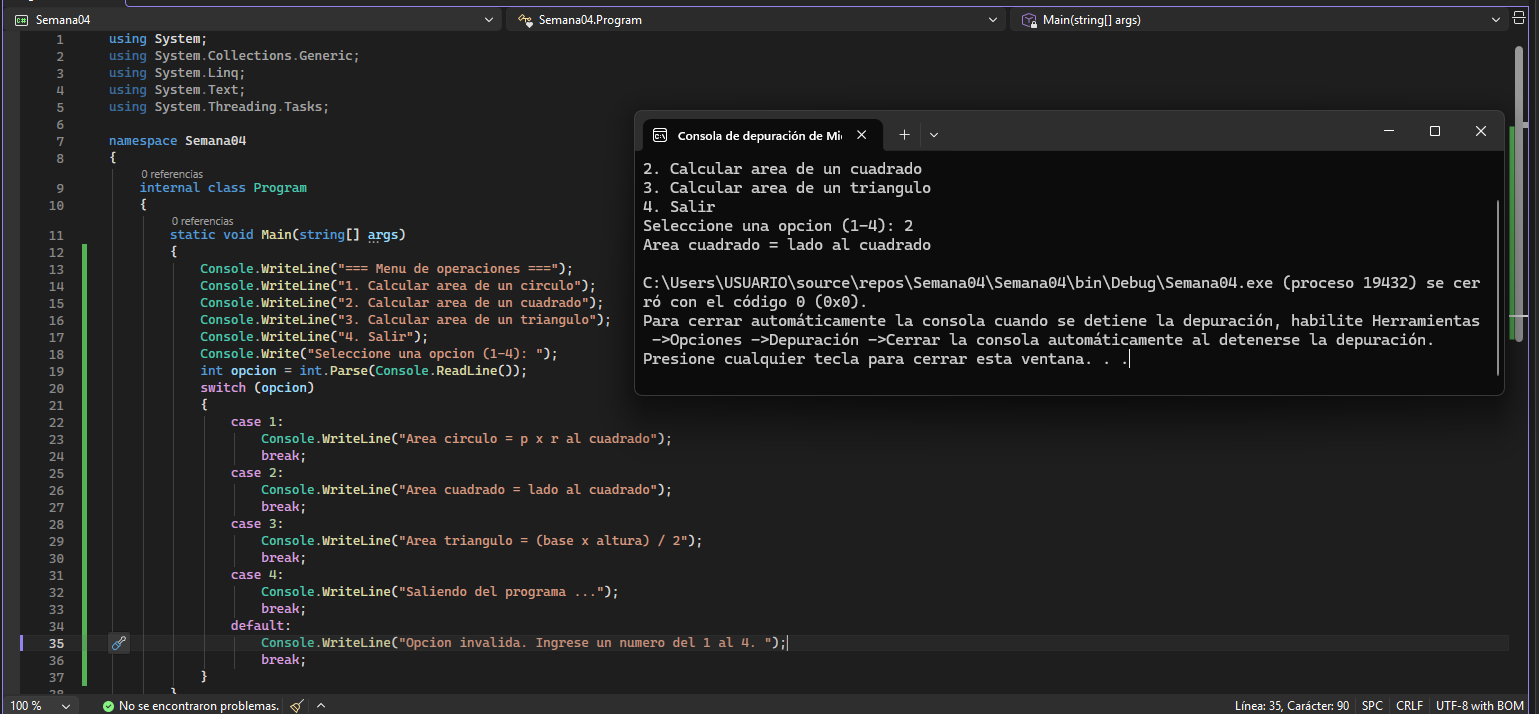 Semana04
Semana04.Program
Main(string[] args)
1 using System;
2 using System.Collections.Generic;
3 using System.Linq;
4 using System.Text;
5 using System.Threading.Tasks;
6
7 namespace Semana04
8 {
0 referencias
9 internal class Program
10 {
0 referencias
11 static void Main(string[] args)
12 {
13 Console.WriteLine("=== Menu de operaciones ===");
14 Console.WriteLine("1. Calcular area de un circulo");
15 Console.WriteLine("2. Calcular area de un cuadrado");
16 Console.WriteLine("3. Calcular area de un triangulo");
17 Console.WriteLine("4. Salir");
18 Console.Write("Seleccione una opcion (1-4): ");
19 int opcion = int.Parse(Console.ReadLine());
20 switch (opcion)
21 {
22 case 1:
23 Console.WriteLine("Area circulo = p x r al cuadrado");
24 break;
25 case 2:
26 Console.WriteLine("Area cuadrado = lado al cuadrado");
27 break;
28 case 3:
29 Console.WriteLine("Area triangulo = (base x altura) / 2");
30 break;
31 case 4:
32 Console.WriteLine("Saliendo del programa ...");
33 break;
34 default:
35 Console.WriteLine("Opcion invalida. Ingrese un numero del 1 al 4. ");
36 break;
37 }
38 }
Consola de depuración de Mi
2. Calcular area de un cuadrado
3. Calcular area de un triangulo
4. Salir
Seleccione una opcion (1-4): 2
Area cuadrado = lado al cuadrado
C:\Users\USUARIO\source\repos\Semana04\Semana04\bin\Debug\Semana04.exe (proceso 19432) se cer
ró con el código 0 (0x0).
Para cerrar automáticamente la consola cuando se detiene la depuración, habilite Herramientas
->Opciones ->Depuración ->Cerrar la consola automáticamente al detenerse la depuración.
Presione cualquier tecla para cerrar esta ventana. . .
100 %
No se encontraron problemas.
Línea: 35, Carácter: 90 SPC CRLF UTF-8 with BOM